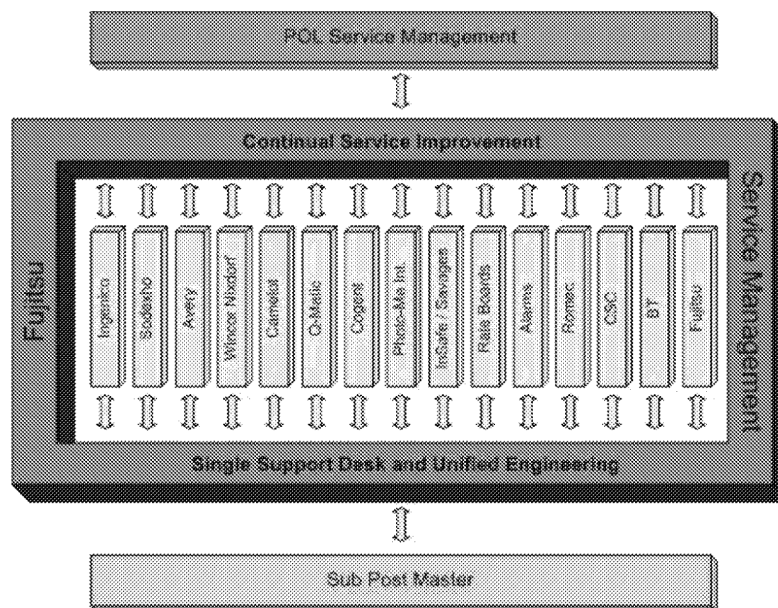 POL Service Management
Continual Service Improvement
Fujitsu
Service Management
Ingenico
Sodexho
Avery
Wincor Nixdorf
Camelot
Q-Matic
Cogent
Photo-Me Int.
InSafe / Savages
Rate Boards
Alarms
Romec
CSC
BT
Fujitsu
Single Support Desk and Unified Engineering
Sub Post Master